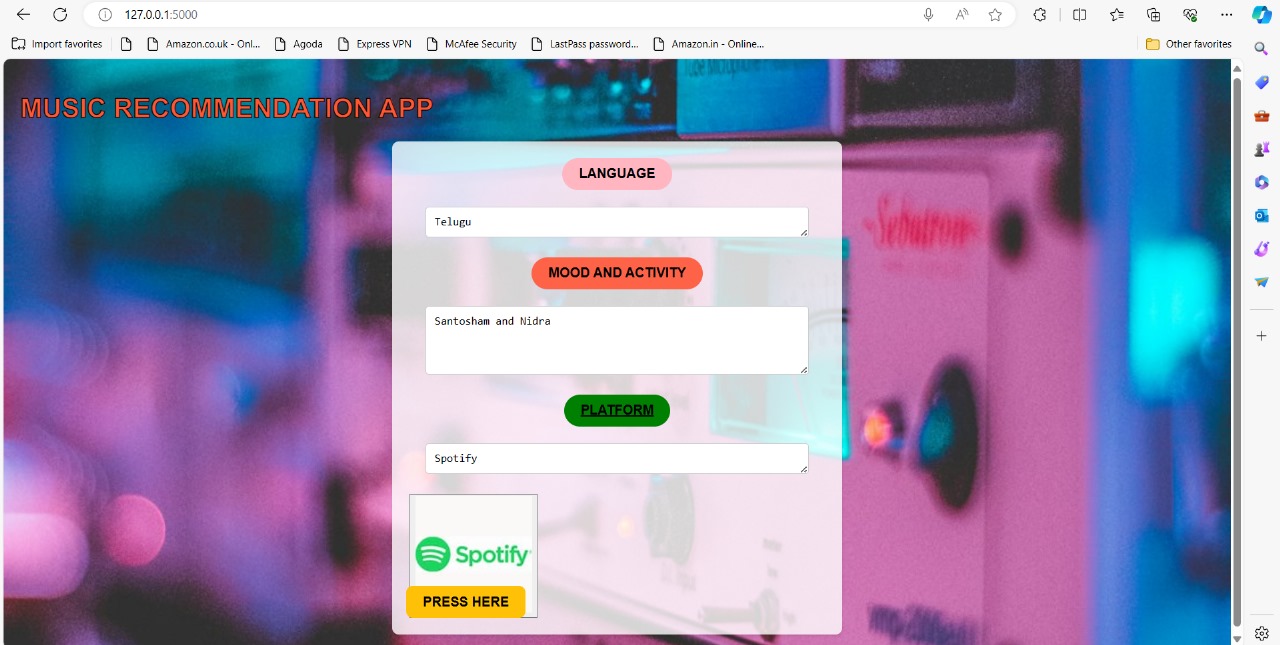 127.0.0.1:5000
Import favorites
Amazon.co.uk - Onl...
Agoda
Express VPN
McAfee Security
LastPass password...
Amazon.in - Online...
Other favorites
MUSIC RECOMMENDATION APP
LANGUAGE
Telugu
MOOD AND ACTIVITY
Santosham and Nidra
PLATFORM
Spotify
Spotify
PRESS HERE